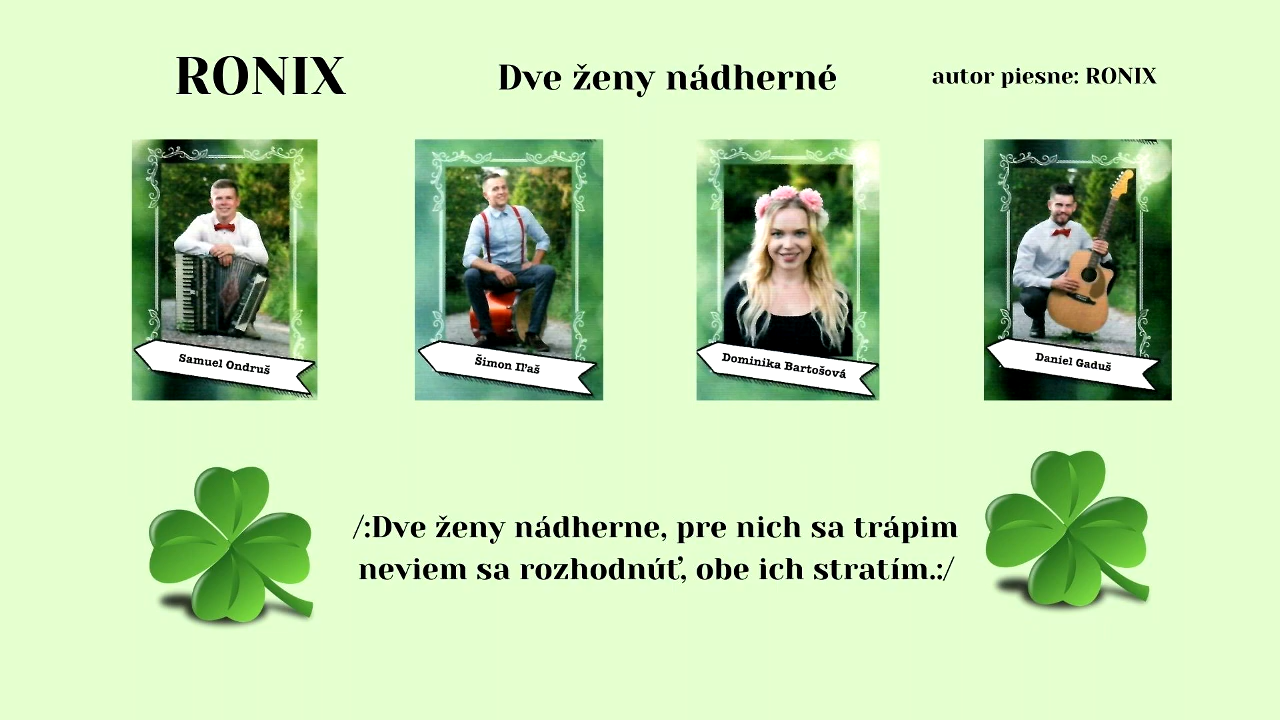 RONIX
Dve ženy nádherné
autor piesne: RONIX
Samuel Ondruš
Šimon Iľaš
Dominika Bartošová
Daniel Gaduš
/:Dve ženy nádherne, pre nich sa trápim
neviem sa rozhodnúť, obe ich stratím.:/